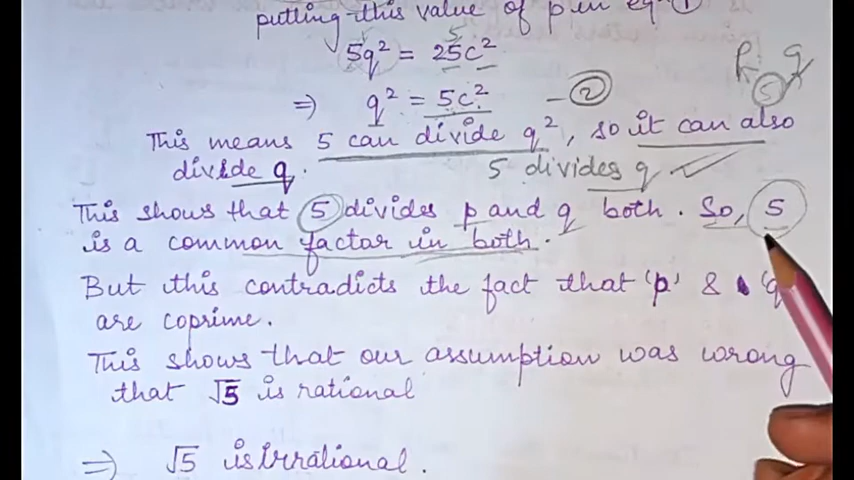 putting this value of p in eqⁿ ①
5
5q² = 25c²
p q
5
⇒ q² = 5c² — ②
This means 5 can divide q², so it can also
divide q. 5 divides q ✓
This shows that 5 divides p and q both. So, 5
is a common factor in both.
But this contradicts the fact that 'p' & 'q
are coprime.
This shows that our assumption was wrong
that √5 is rational
⇒ √5 is irrational.